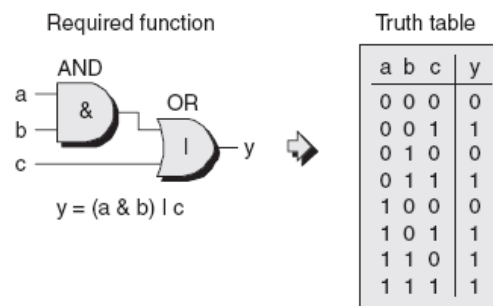 Required function
AND
a
&
b
OR
|
y
c
y = (a & b) | c
Truth table
a b c y
0 0 0 0
0 0 1 1
0 1 0 0
0 1 1 1
1 0 0 0
1 0 1 1
1 1 0 1
1 1 1 1